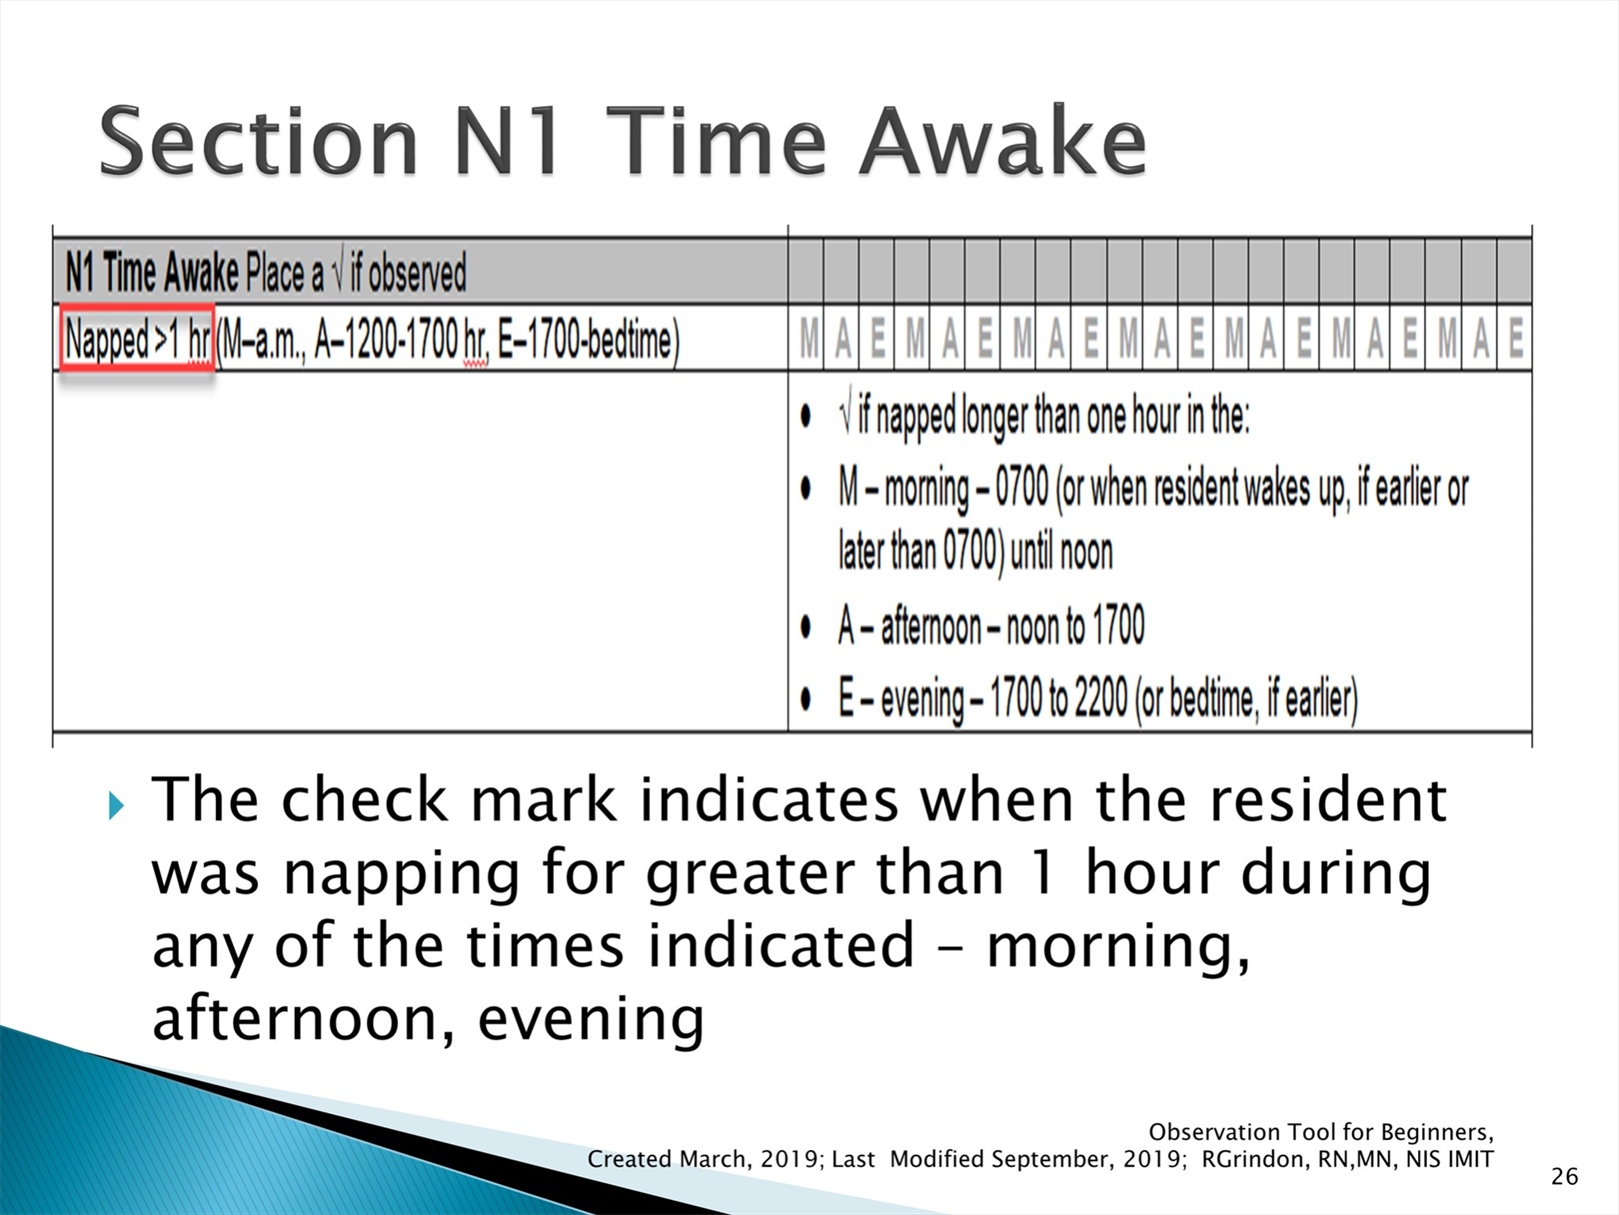 Section N1 Time Awake
N1 Time Awake Place a √ if observed
Napped >1 hr (M–a.m., A–1200-1700 hr, E–1700-bedtime) M A E M A E M A E M A E M A E M A E M A E
• √ if napped longer than one hour in the:
• M – morning – 0700 (or when resident wakes up, if earlier or
later than 0700) until noon
• A – afternoon – noon to 1700
• E – evening – 1700 to 2200 (or bedtime, if earlier)
The check mark indicates when the resident
was napping for greater than 1 hour during
any of the times indicated – morning,
afternoon, evening
Observation Tool for Beginners,
Created March, 2019; Last Modified September, 2019; RGrindon, RN,MN, NIS IMIT
26